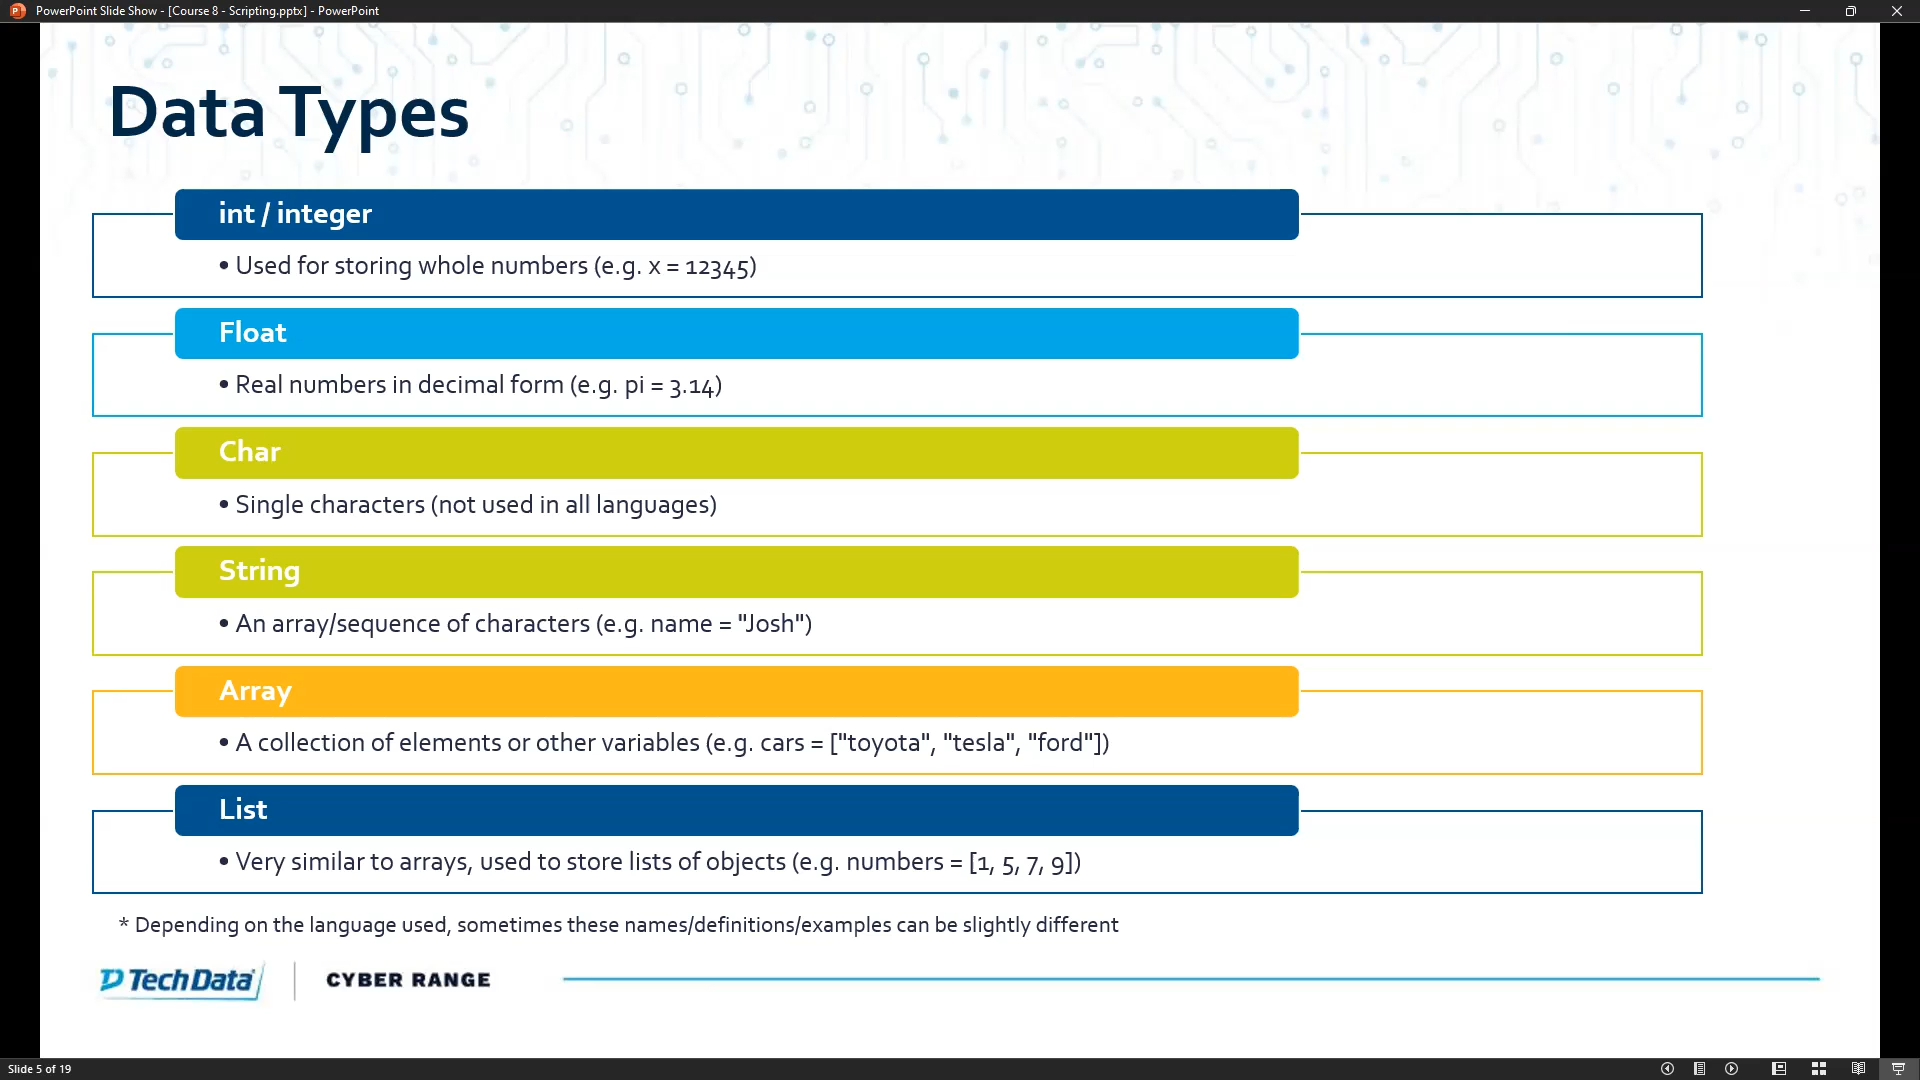 PowerPoint Slide Show - [Course 8 - Scripting.pptx] - PowerPoint
Data Types
int / integer
• Used for storing whole numbers (e.g. x = 12345)
Float
• Real numbers in decimal form (e.g. pi = 3.14)
Char
• Single characters (not used in all languages)
String
• An array/sequence of characters (e.g. name = "Josh")
Array
• A collection of elements or other variables (e.g. cars = ["toyota", "tesla", "ford"])
List
• Very similar to arrays, used to store lists of objects (e.g. numbers = [1, 5, 7, 9])
* Depending on the language used, sometimes these names/definitions/examples can be slightly different
Tech Data CYBER RANGE
Slide 5 of 19